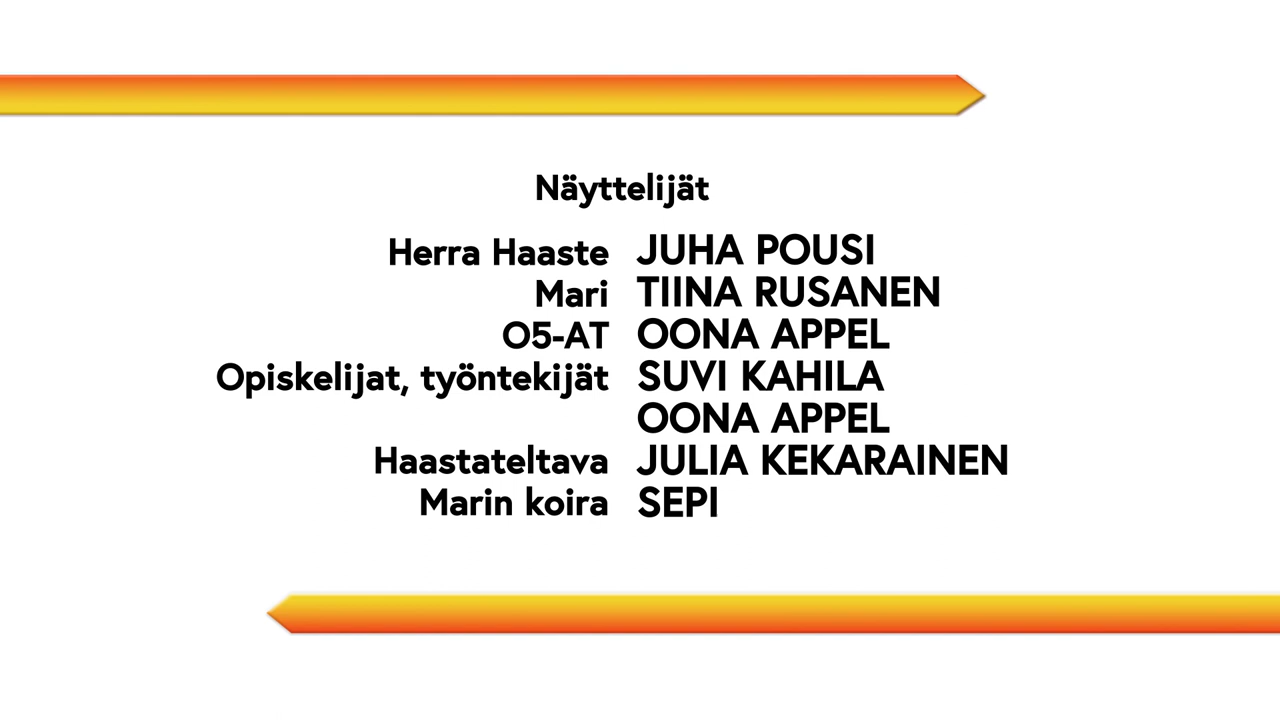 Näyttelijät
Herra Haaste JUHA POUSI
Mari TIINA RUSANEN
O5-AT OONA APPEL
Opiskelijat, työntekijät SUVI KAHILA
OONA APPEL
Haastateltava JULIA KEKARAINEN
Marin koira SEPI